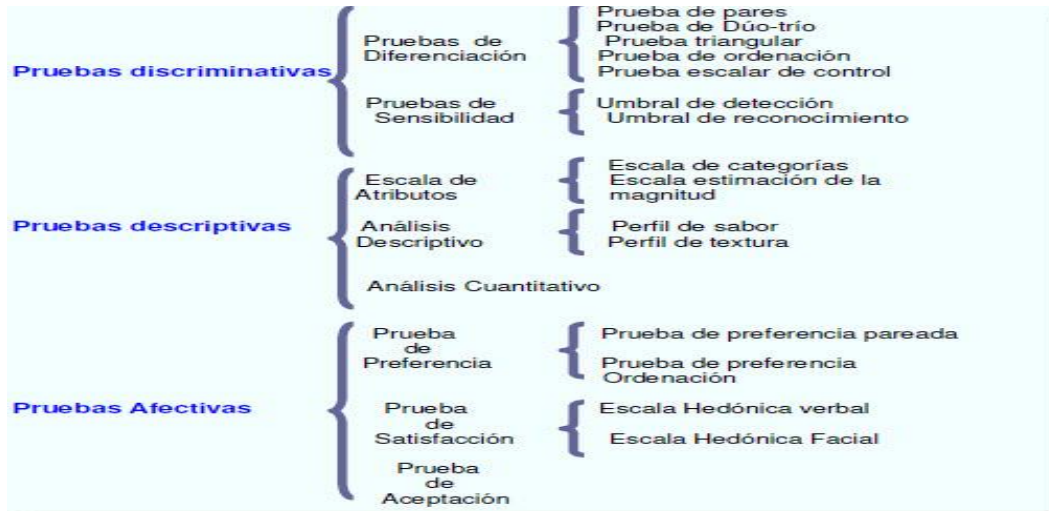 Pruebas discriminativas
Pruebas de
Diferenciación
Prueba de pares
Prueba de Dúo-trío
Prueba triangular
Prueba de ordenación
Prueba escalar de control
Pruebas de
Sensibilidad
Umbral de detección
Umbral de reconocimiento
Pruebas descriptivas
Escala de
Atributos
Escala de categorías
Escala estimación de la
magnitud
Análisis
Descriptivo
Perfil de sabor
Perfil de textura
Análisis Cuantitativo
Pruebas Afectivas
Prueba
de
Preferencia
Prueba de preferencia pareada
Prueba de preferencia
Ordenación
Prueba
de
Satisfacción
Escala Hedónica verbal
Escala Hedónica Facial
Prueba
de
Aceptación